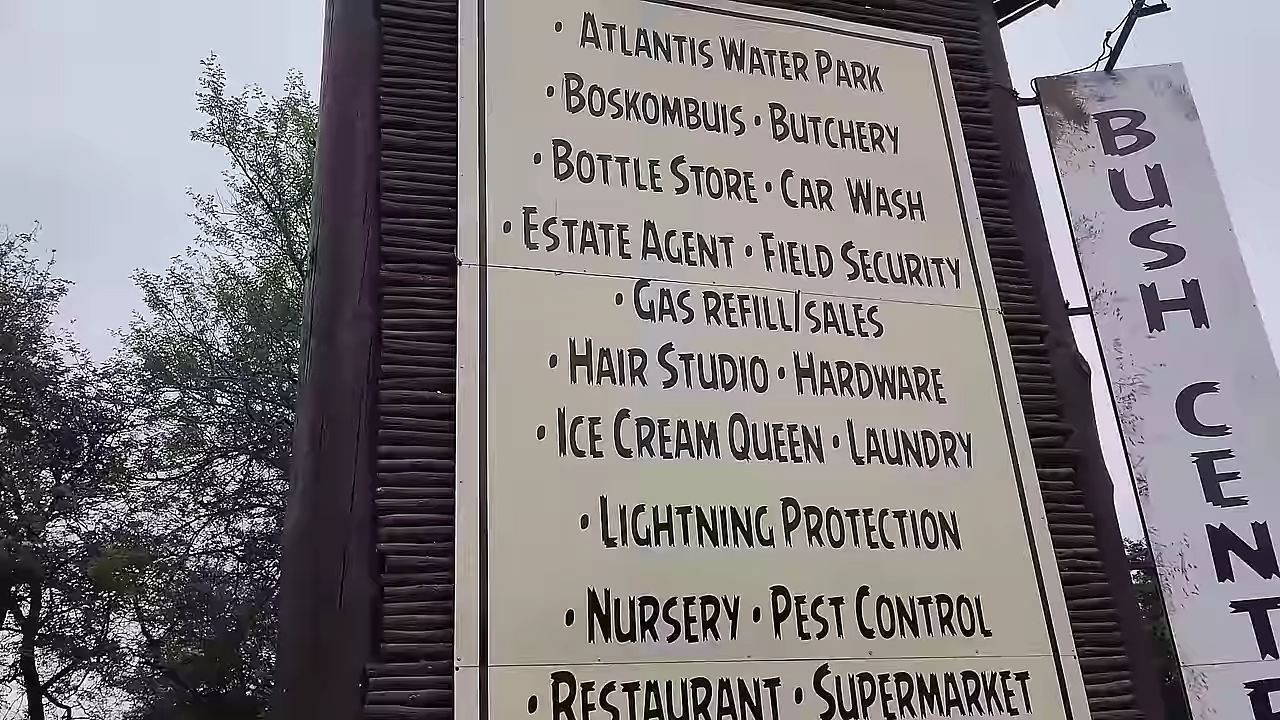 • ATLANTIS WATER PARK
• BOSKOMBUIS • BUTCHERY
• BOTTLE STORE • CAR WASH
• ESTATE AGENT • FIELD SECURITY
• GAS REFILL/SALES
• HAIR STUDIO • HARDWARE
• ICE CREAM QUEEN • LAUNDRY
• LIGHTNING PROTECTION
• NURSERY • PEST CONTROL
• RESTAURANT • SUPERMARKET
BUSH CENT